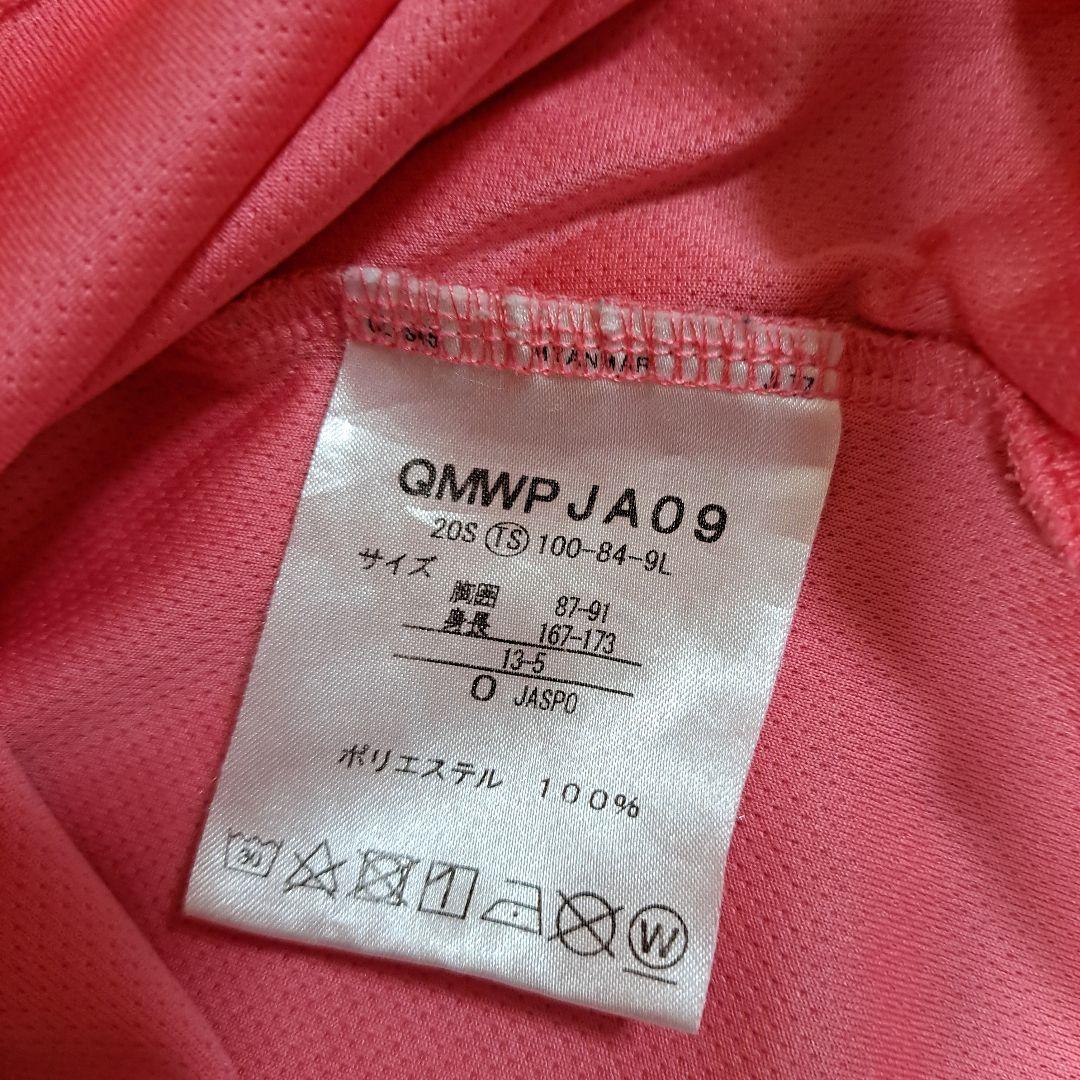 QMWPJA09
20S TS 100-84-9L
サイズ
胸囲 87-91
身長 167-173
13-5
O JASPO
ポリエステル 100%
30
W